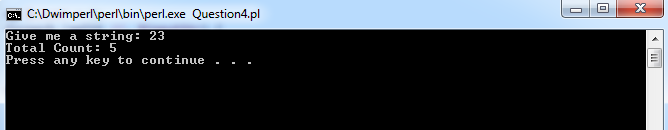 C:\Dwimperl\perl\bin\perl.exe Question4.pl
Give me a string: 23
Total Count: 5
Press any key to continue . . .